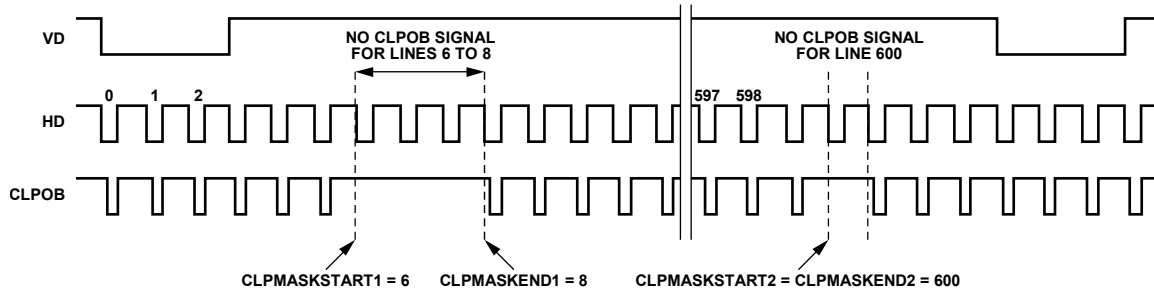 VD
NO CLPOB SIGNAL
FOR LINES 6 TO 8
NO CLPOB SIGNAL
FOR LINE 600
0 1 2 597 598
HD
CLPOB
CLPMASKSTART1 = 6 CLPMASKEND1 = 8 CLPMASKSTART2 = CLPMASKEND2 = 600